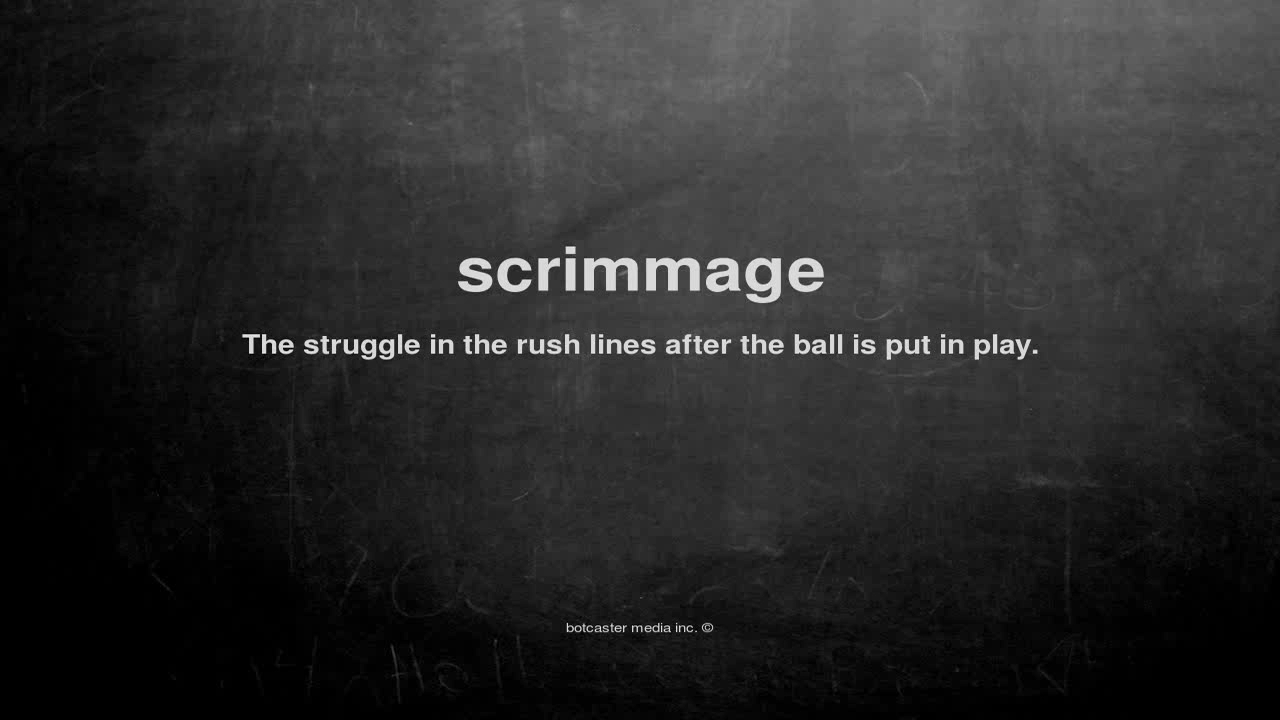 scrimmage
The struggle in the rush lines after the ball is put in play.
botcaster media inc. ©